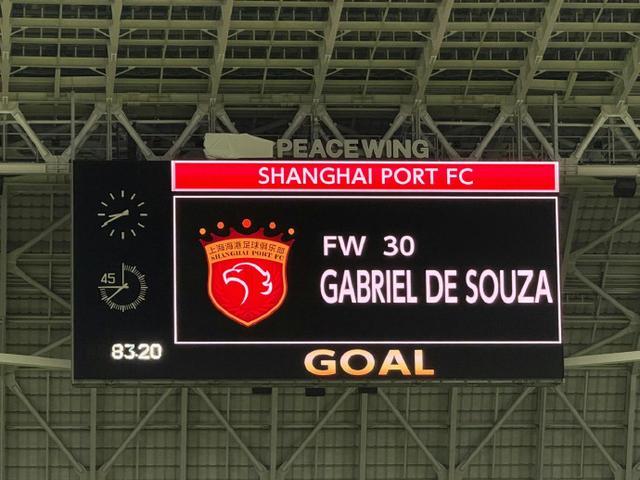 PEACE WING
SHANGHAI PORT FC
上海海港足球俱乐部
SHANGHAI PORT FC
FW 30
GABRIEL DE SOUZA
45
83:20
GOAL